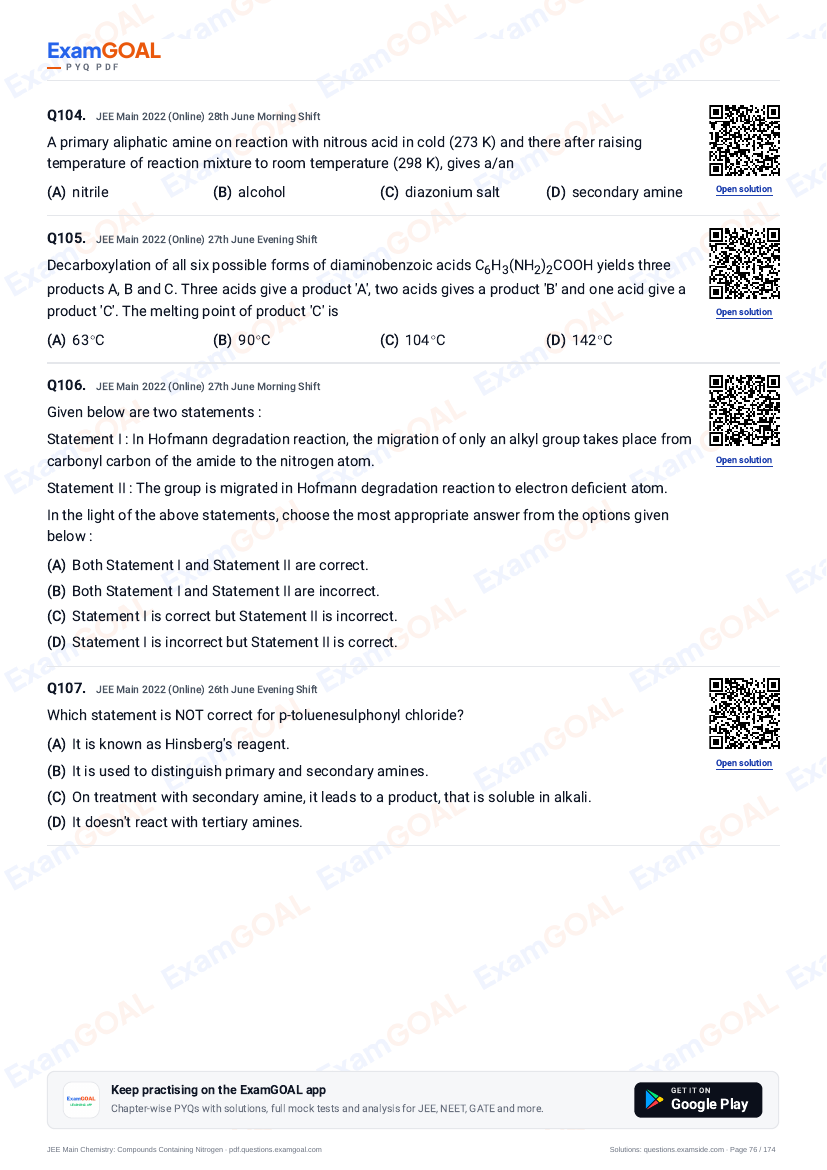 ExamGOAL
PYQ PDF
Q104. JEE Main 2022 (Online) 28th June Morning Shift
A primary aliphatic amine on reaction with nitrous acid in cold (273 K) and there after raising
temperature of reaction mixture to room temperature (298 K), gives a/an
(A) nitrile (B) alcohol (C) diazonium salt (D) secondary amine
Open solution
Q105. JEE Main 2022 (Online) 27th June Evening Shift
Decarboxylation of all six possible forms of diaminobenzoic acids C₆H₃(NH₂)₂COOH yields three
products A, B and C. Three acids give a product 'A', two acids gives a product 'B' and one acid give a
product 'C'. The melting point of product 'C' is
(A) 63°C (B) 90°C (C) 104°C (D) 142°C
Open solution
Q106. JEE Main 2022 (Online) 27th June Morning Shift
Given below are two statements :
Statement I : In Hofmann degradation reaction, the migration of only an alkyl group takes place from
carbonyl carbon of the amide to the nitrogen atom.
Statement II : The group is migrated in Hofmann degradation reaction to electron deficient atom.
In the light of the above statements, choose the most appropriate answer from the options given
below :
(A) Both Statement I and Statement II are correct.
(B) Both Statement I and Statement II are incorrect.
(C) Statement I is correct but Statement II is incorrect.
(D) Statement I is incorrect but Statement II is correct.
Open solution
Q107. JEE Main 2022 (Online) 26th June Evening Shift
Which statement is NOT correct for p-toluenesulphonyl chloride?
(A) It is known as Hinsberg's reagent.
(B) It is used to distinguish primary and secondary amines.
(C) On treatment with secondary amine, it leads to a product, that is soluble in alkali.
(D) It doesn't react with tertiary amines.
Open solution
ExamGOAL
Keep practising on the ExamGOAL app
Chapter-wise PYQs with solutions, full mock tests and analysis for JEE, NEET, GATE and more.
GET IT ON
Google Play
JEE Main Chemistry: Compounds Containing Nitrogen · pdf.questions.examgoal.com
Solutions: questions.examside.com · Page 76 / 174